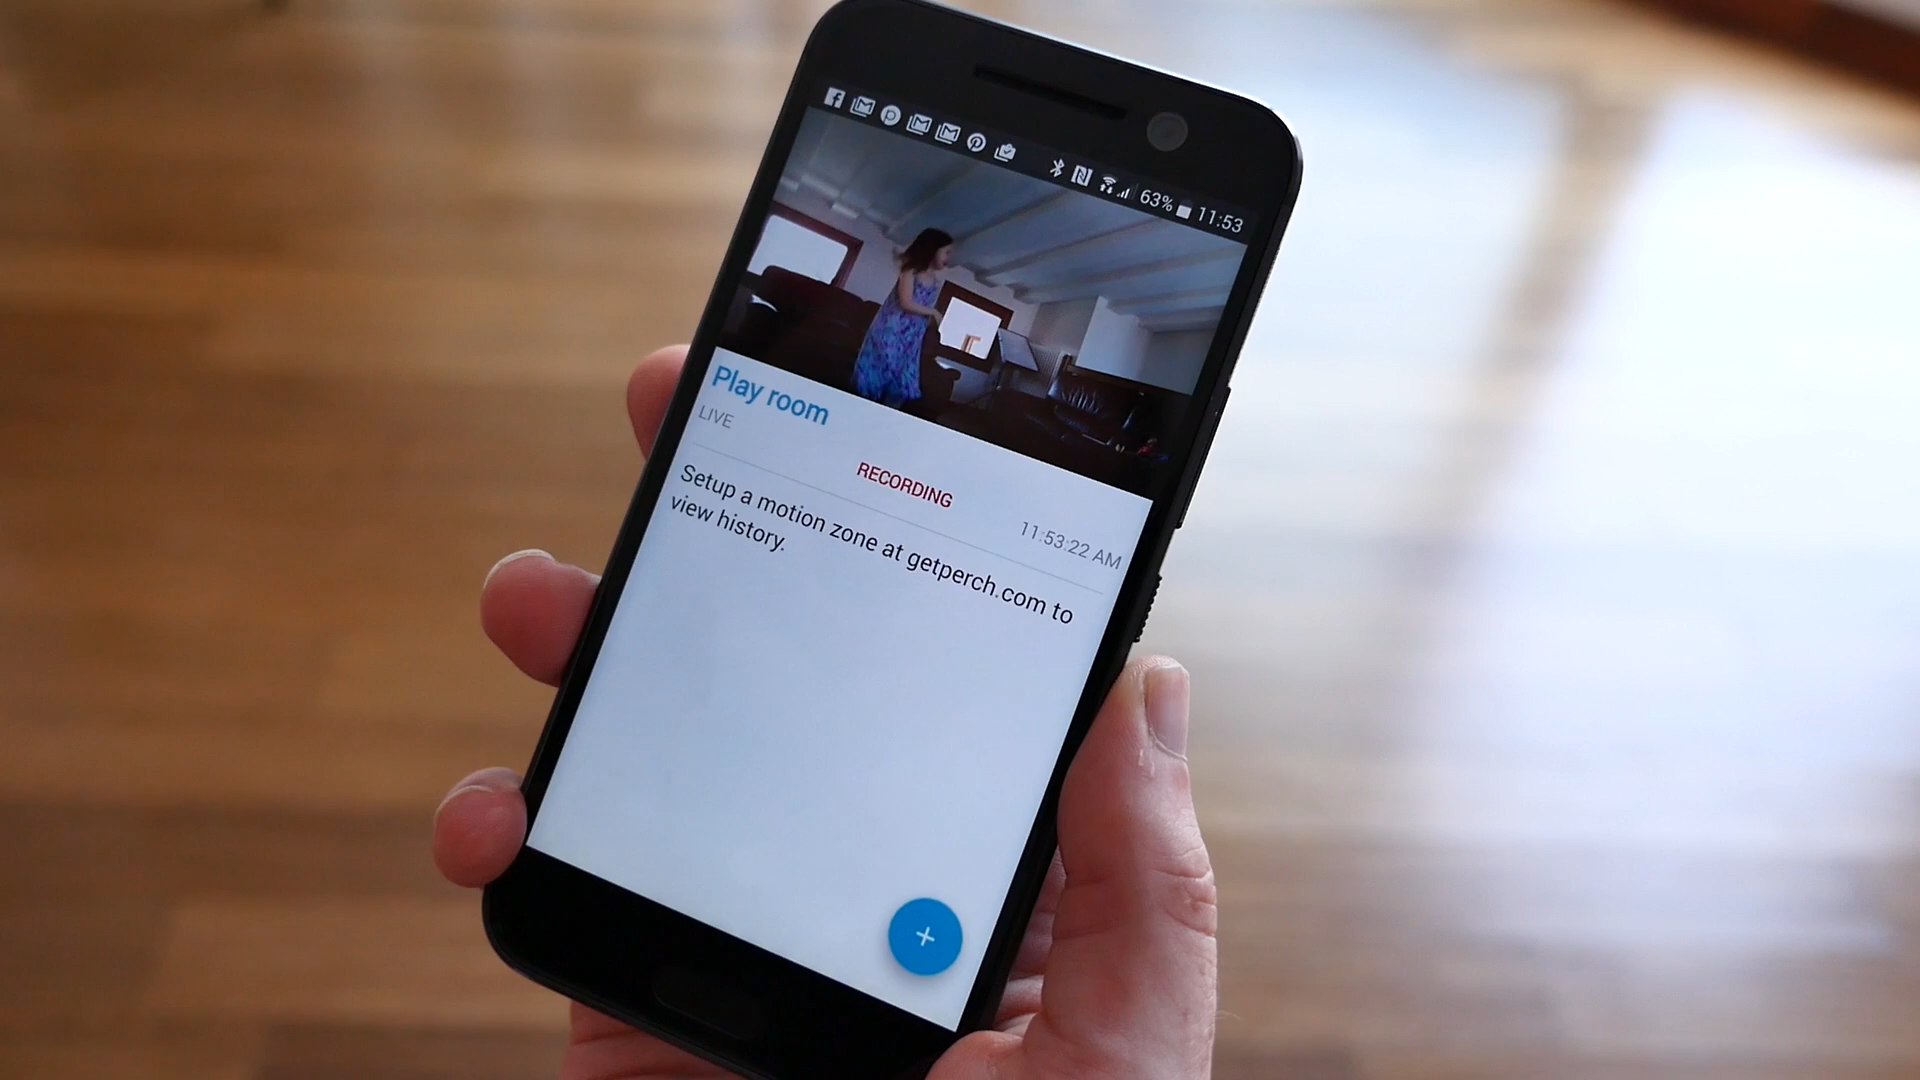 63% 11:53
Play room
LIVE
RECORDING
11:53:22 AM
Setup a motion zone at getperch.com to
view history.